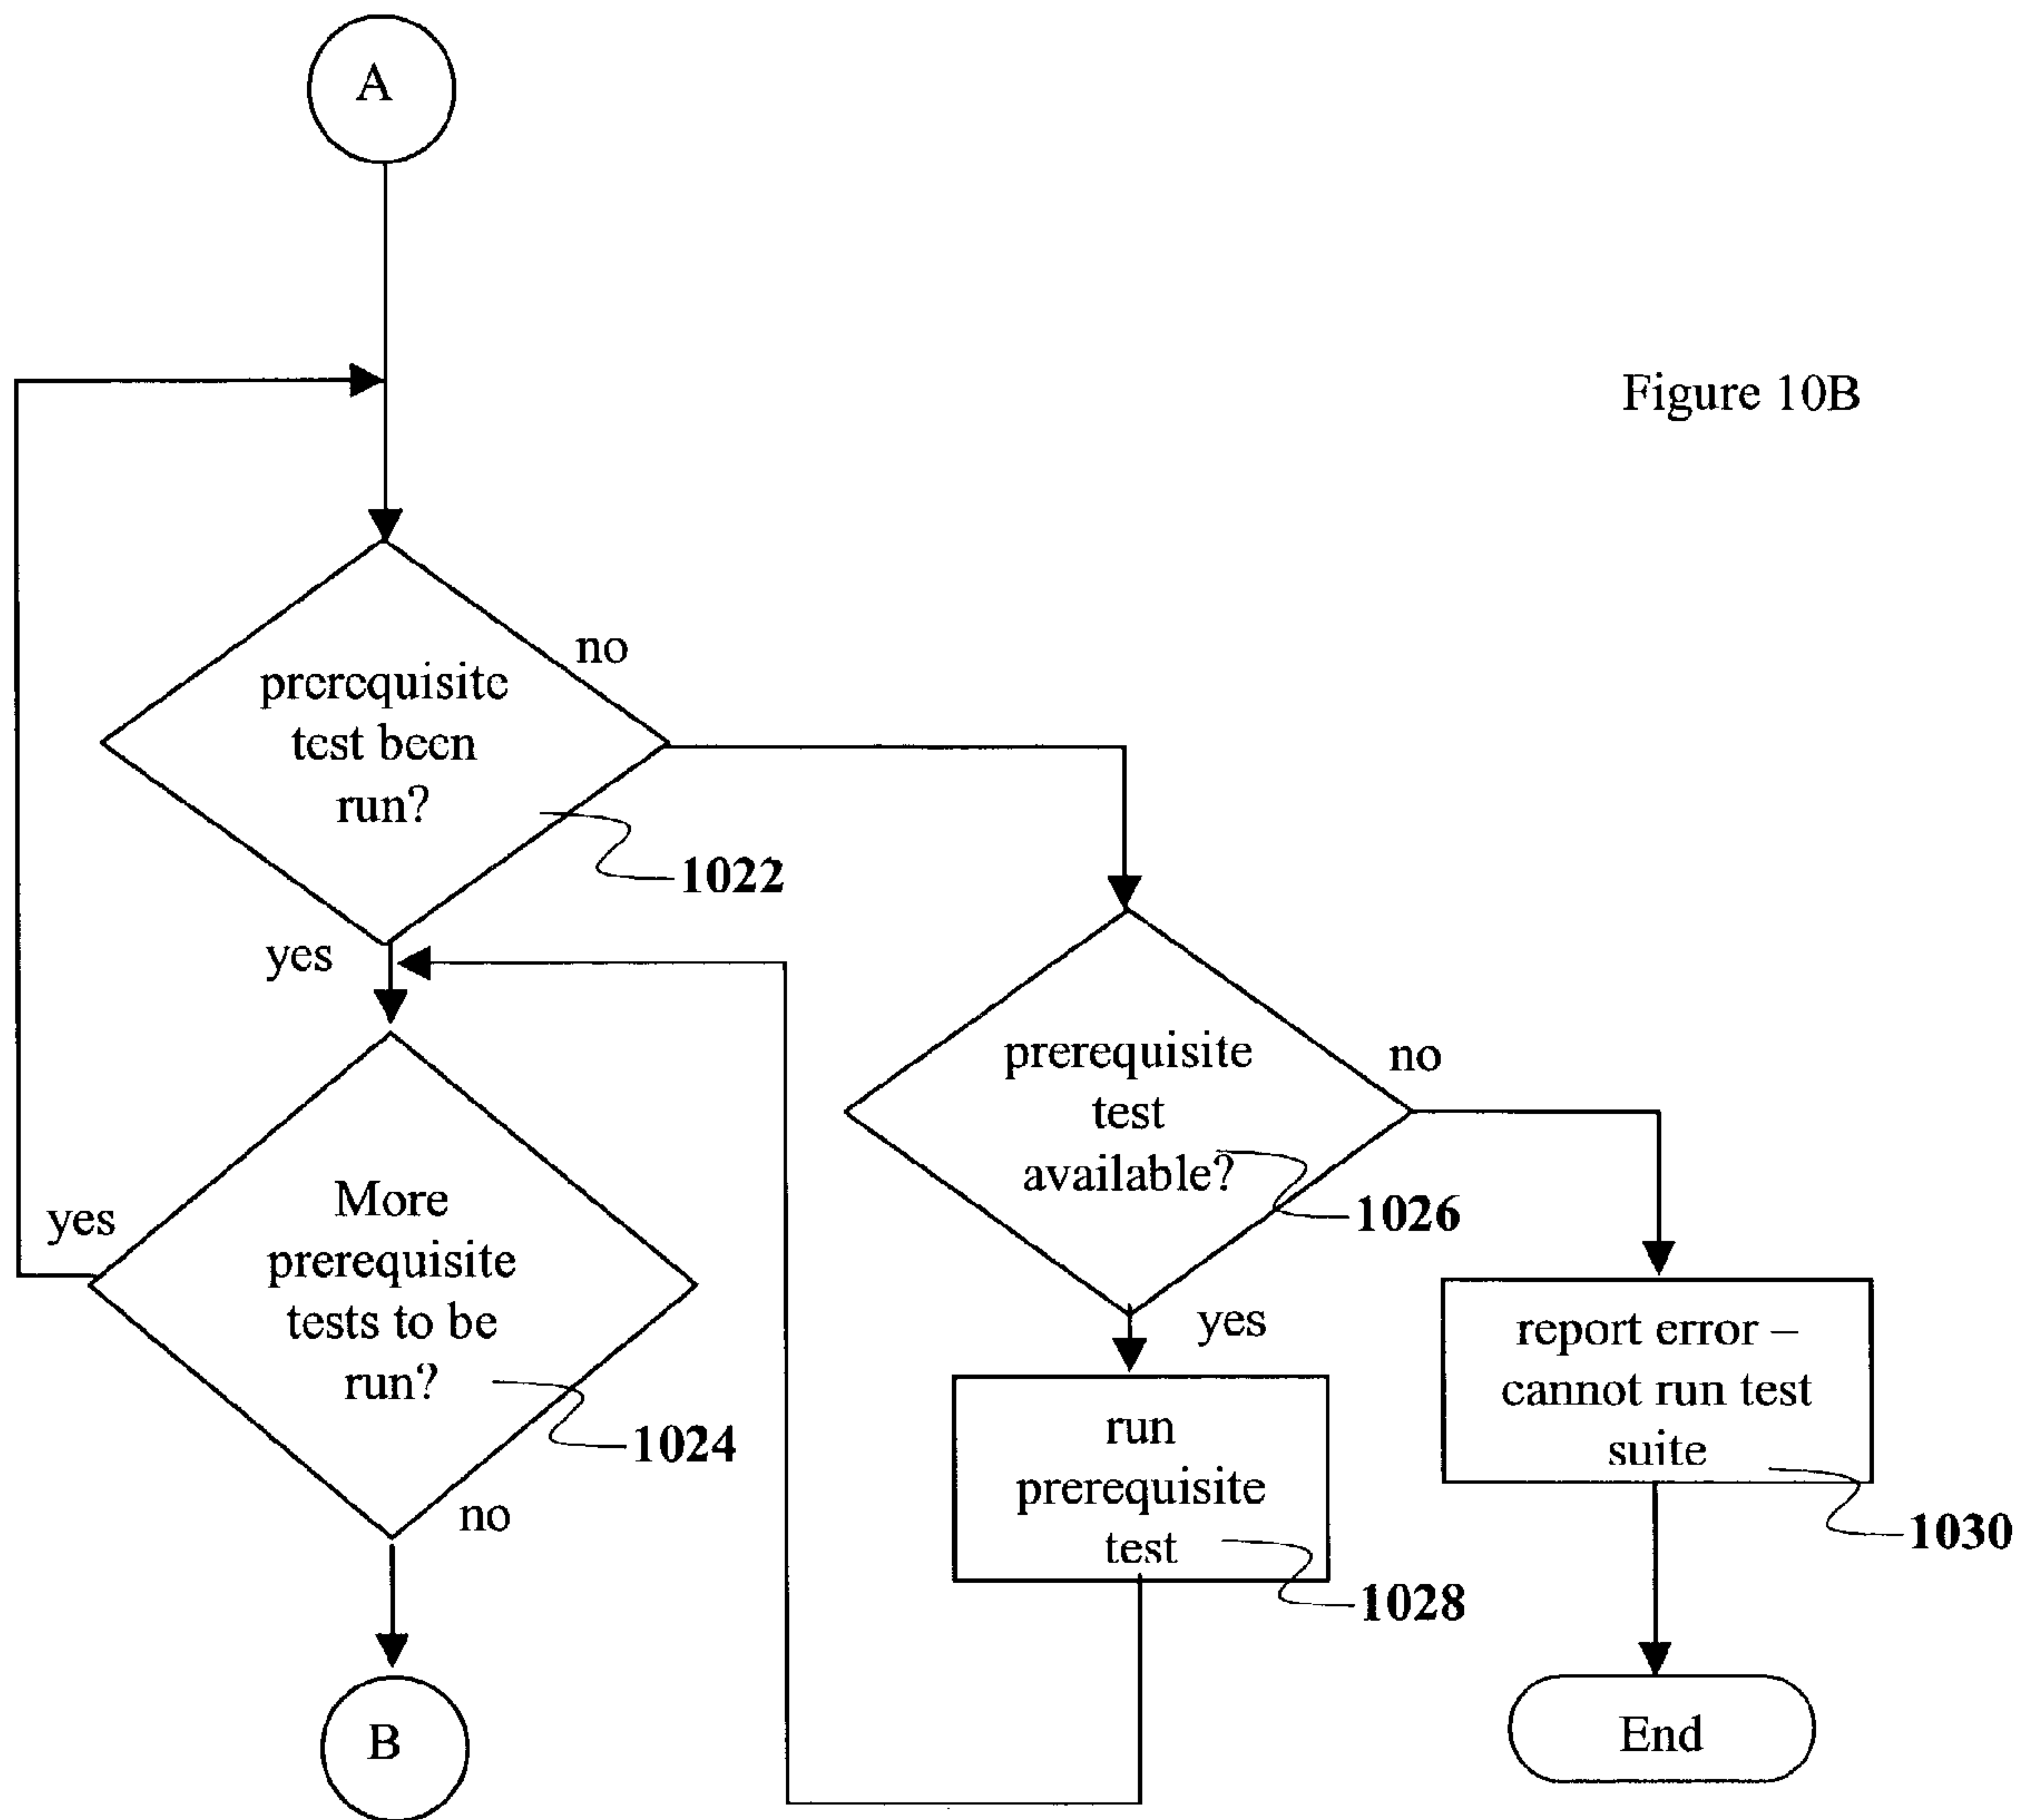 A
Figure 10B
no
prerequisite
test been
run?
1022
yes
prerequisite
test
available?
no
1026
yes
More
prerequisite
tests to be
run?
1024
no
yes
run
prerequisite
test
1028
report error –
cannot run test
suite
1030
B
End